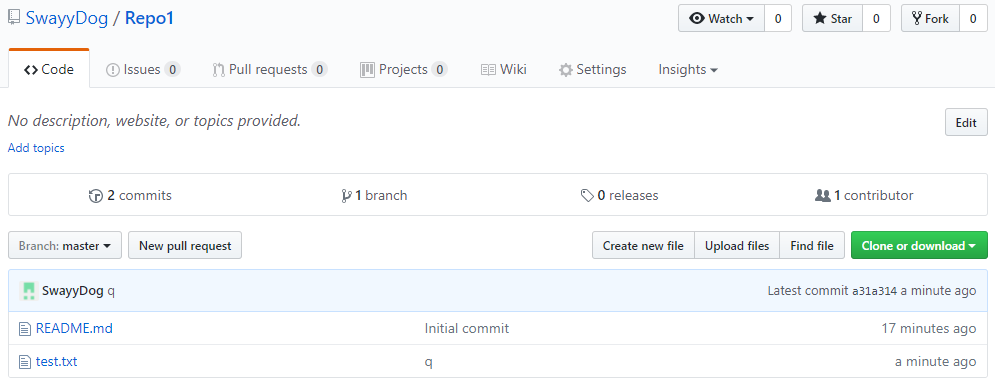 SwayyDog / Repo1
Watch 0 Star 0 Fork 0
Code Issues 0 Pull requests 0 Projects 0 Wiki Settings Insights
No description, website, or topics provided.
Edit
Add topics
2 commits 1 branch 0 releases 1 contributor
Branch: master New pull request Create new file Upload files Find file Clone or download
SwayyDog q Latest commit a31a314 a minute ago
README.md Initial commit 17 minutes ago
test.txt q a minute ago